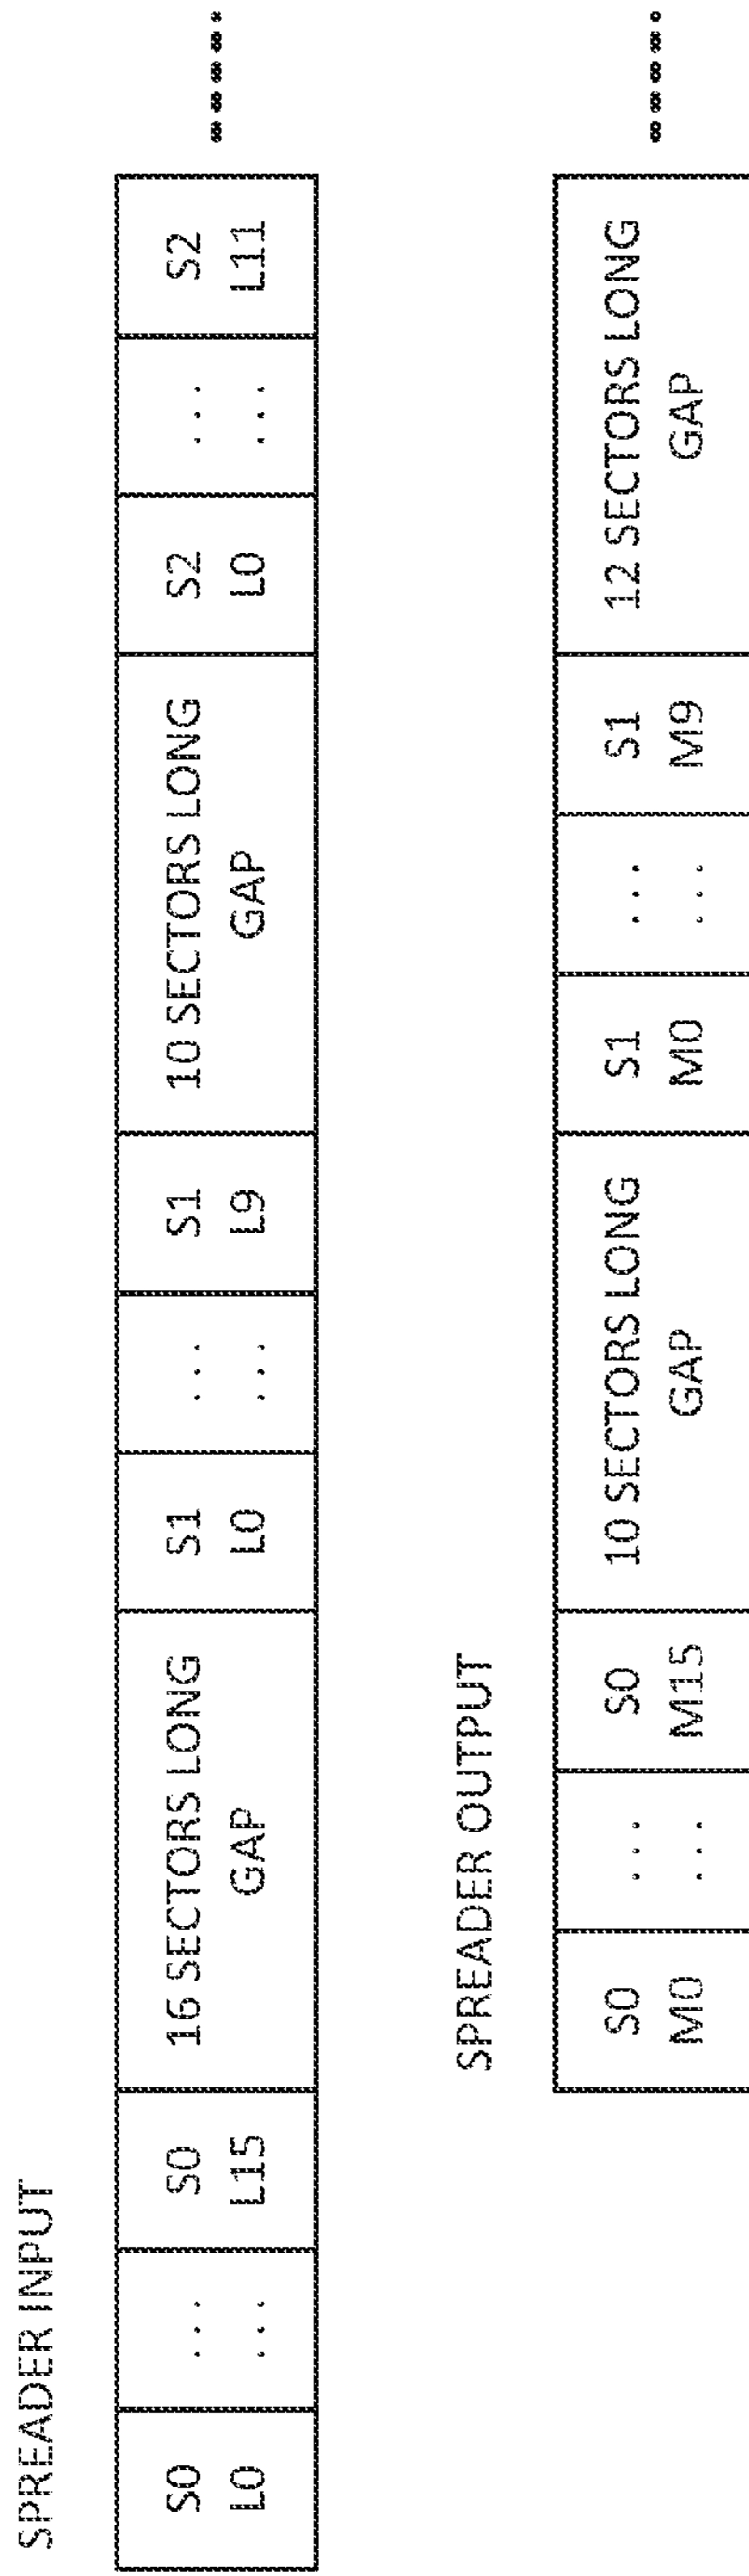 SPREADER INPUT
S0
L0
...
...
S0
L15
16 SECTORS LONG
GAP
S1
L0
...
...
S1
L9
10 SECTORS LONG
GAP
S2
L0
...
...
S2
L11
SPREADER OUTPUT
S0
M0
...
...
S0
M15
10 SECTORS LONG
GAP
S1
M0
...
...
S1
M9
12 SECTORS LONG
GAP